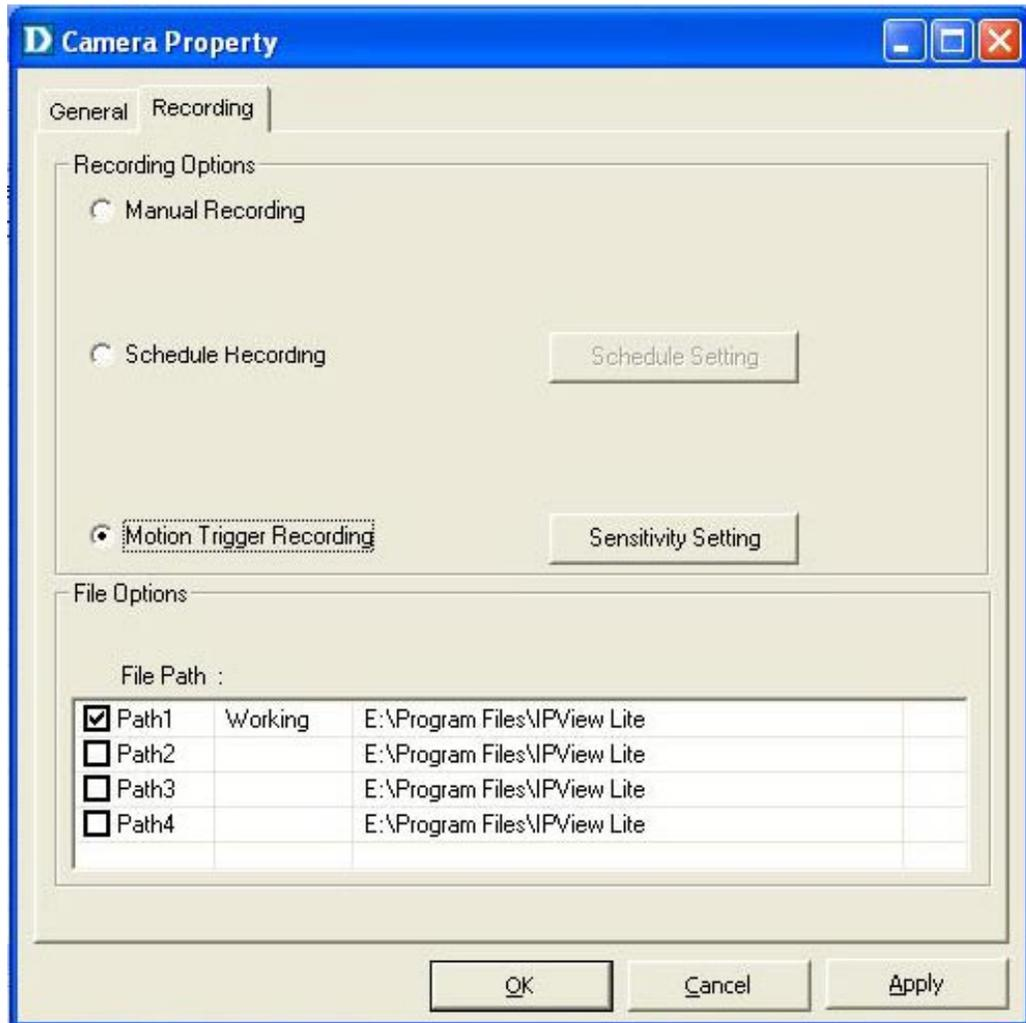 D Camera Property
General Recording
Recording Options
Manual Recording
Schedule Recording Schedule Setting
Motion Trigger Recording Sensitivity Setting
File Options
File Path :
Path1 Working E:\Program Files\IPView Lite
Path2 E:\Program Files\IPView Lite
Path3 E:\Program Files\IPView Lite
Path4 E:\Program Files\IPView Lite
OK Cancel Apply